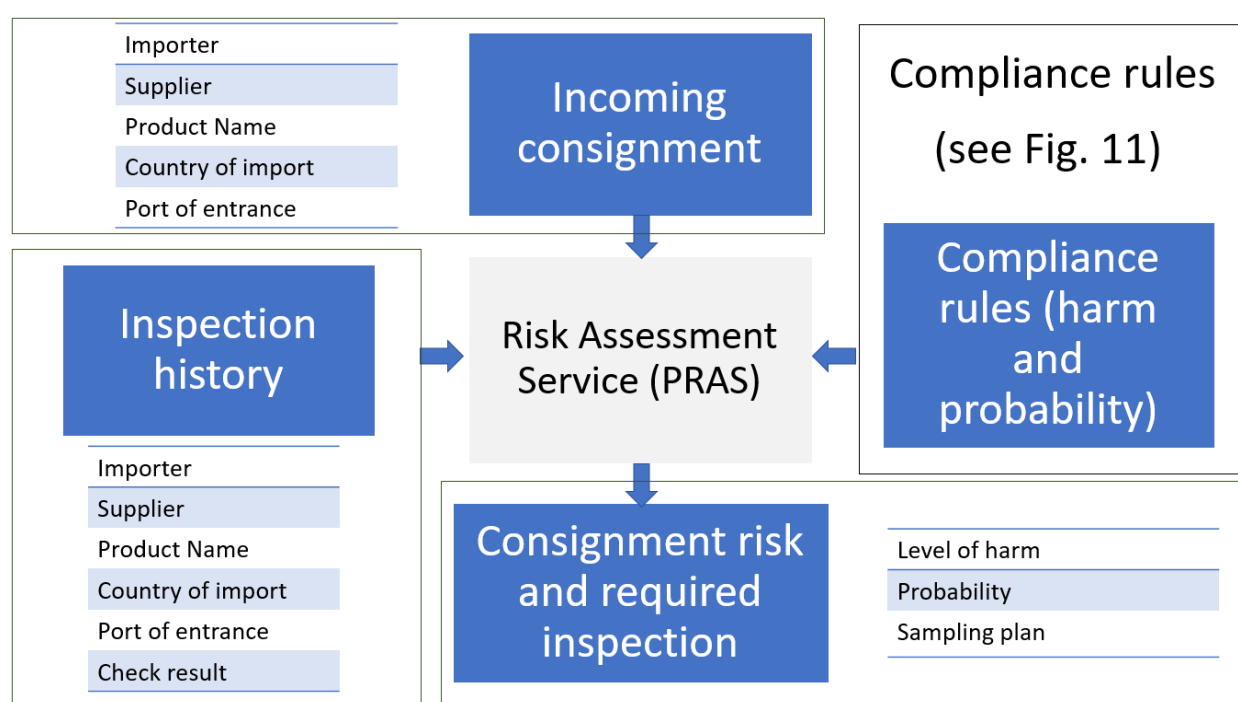 Importer
Supplier
Product Name
Country of import
Port of entrance
Incoming
consignment
Compliance rules
(see Fig. 11)
Compliance
rules (harm
and
probability)
Inspection
history
Importer
Supplier
Product Name
Country of import
Port of entrance
Check result
Risk Assessment
Service (PRAS)
Consignment risk
and required
inspection
Level of harm
Probability
Sampling plan